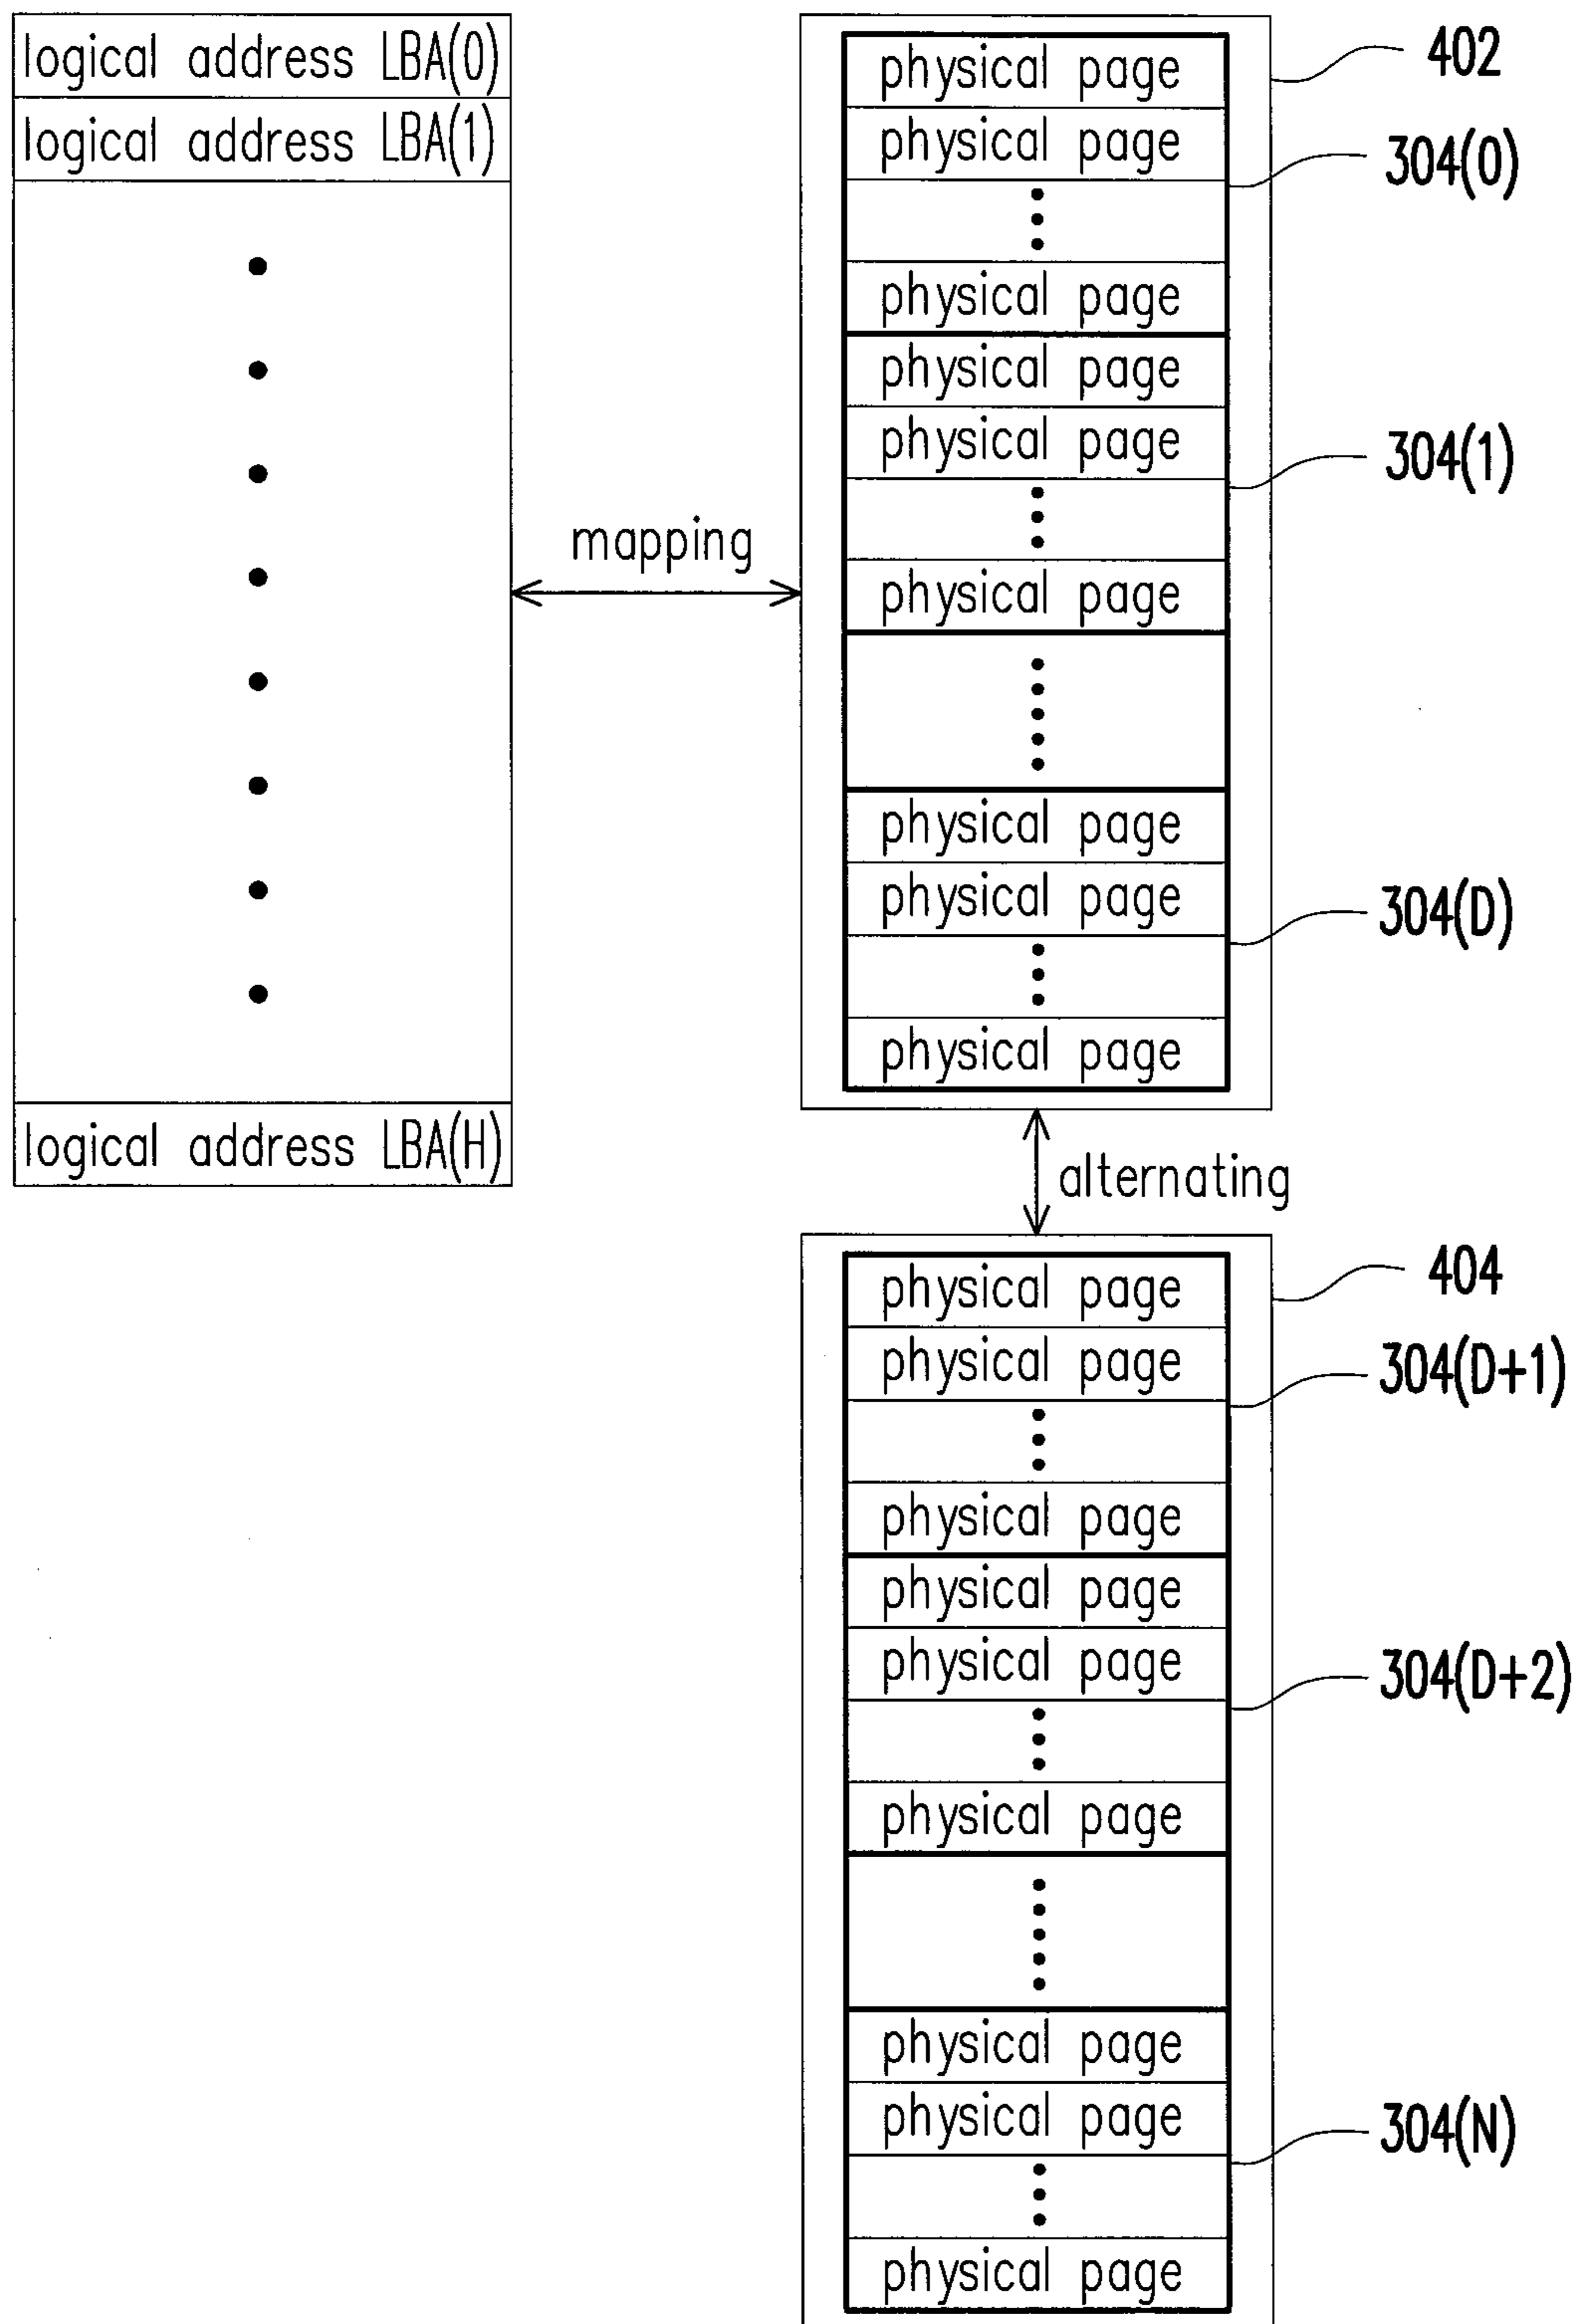 logical address LBA(0)
logical address LBA(1)
logical address LBA(H)
mapping
physical page
402
physical page
304(0)
physical page
physical page
physical page
304(1)
physical page
physical page
physical page
304(D)
physical page
alternating
physical page
404
physical page
304(D+1)
physical page
physical page
physical page
304(D+2)
physical page
physical page
physical page
304(N)
physical page